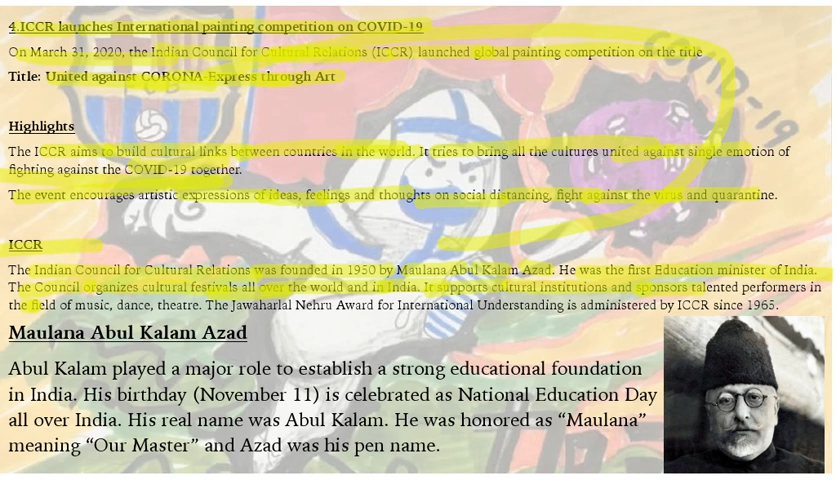 4.ICCR launches International painting competition on COVID-19
On March 31, 2020, the Indian Council for Cultural Relations (ICCR) launched global painting competition on the title
Title: United against CORONA-Express through Art
COVID-19
Highlights
The ICCR aims to build cultural links between countries in the world. It tries to bring all the cultures united against single emotion of
fighting against the COVID-19 together.
The event encourages artistic expressions of ideas, feelings and thoughts on social distancing, fight against the virus and quarantine.
ICCR
The Indian Council for Cultural Relations was founded in 1950 by Maulana Abul Kalam Azad. He was the first Education minister of India.
The Council organizes cultural festivals all over the world and in India. It supports cultural institutions and sponsors talented performers in
the field of music, dance, theatre. The Jawaharlal Nehru Award for International Understanding is administered by ICCR since 1965.
Maulana Abul Kalam Azad
Abul Kalam played a major role to establish a strong educational foundation
in India. His birthday (November 11) is celebrated as National Education Day
all over India. His real name was Abul Kalam. He was honored as “Maulana”
meaning “Our Master” and Azad was his pen name.